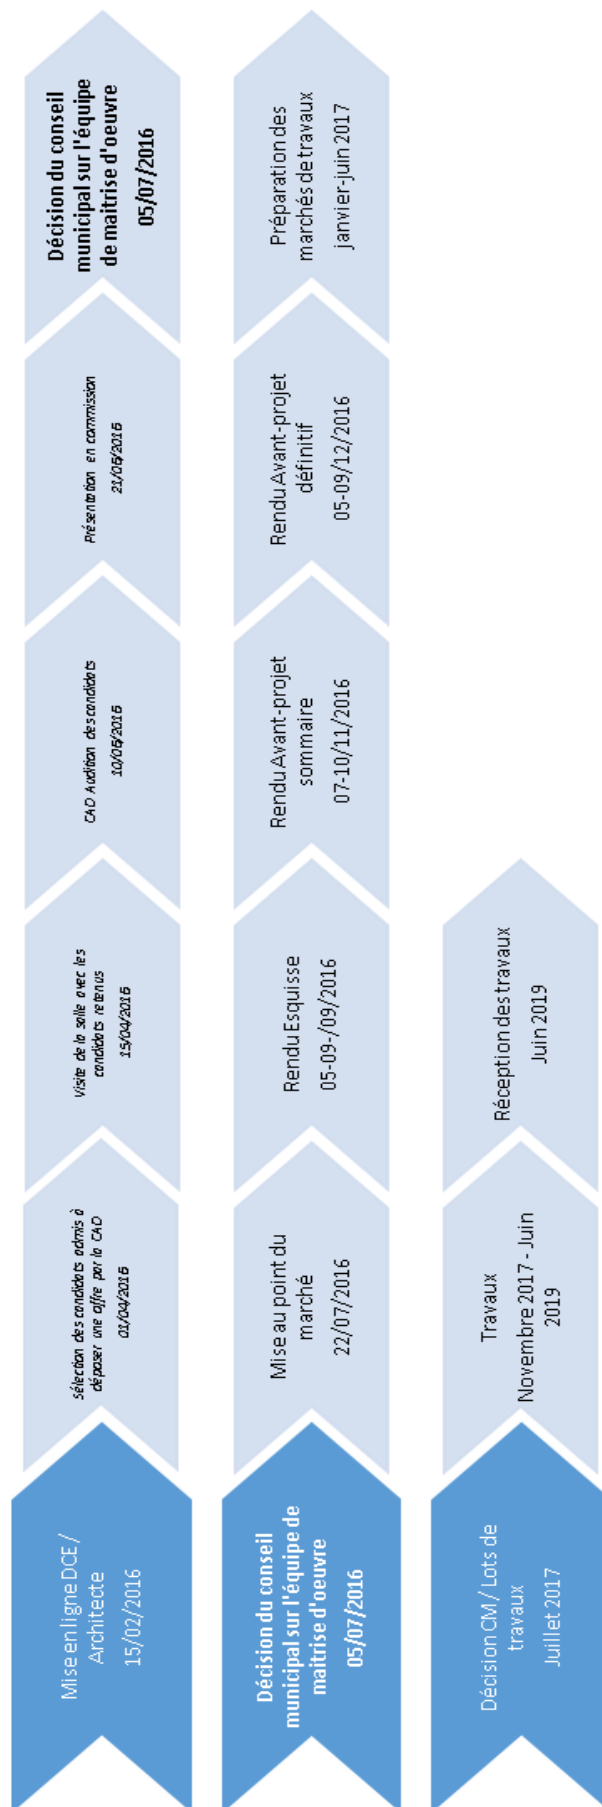 Mise en ligne DCE /
Architecte
15/02/2016
Sélection des candidats admis à
déposer une offre par la CAO
01/04/2016
Visite de la salle avec les
candidats retenus
15/04/2016
CAO Audition des candidats
10/06/2016
Présentation en commission
21/06/2016
Décision du conseil
municipal sur l'équipe
de maitrise d'oeuvre
05/07/2016
Décision du conseil
municipal sur l'équipe de
maitrise d'oeuvre
05/07/2016
Mise au point du
marché
22/07/2016
Rendu Esquisse
05-09-/09/2016
Rendu Avant-projet
sommaire
07-10/11/2016
Rendu Avant-projet
définitif
05-09/12/2016
Préparation des
marchés de travaux
janvier-juin 2017
Décision CM / Lots de
travaux
Juillet 2017
Travaux
Novembre 2017 - Juin
2019
Réception des travaux
Juin 2019